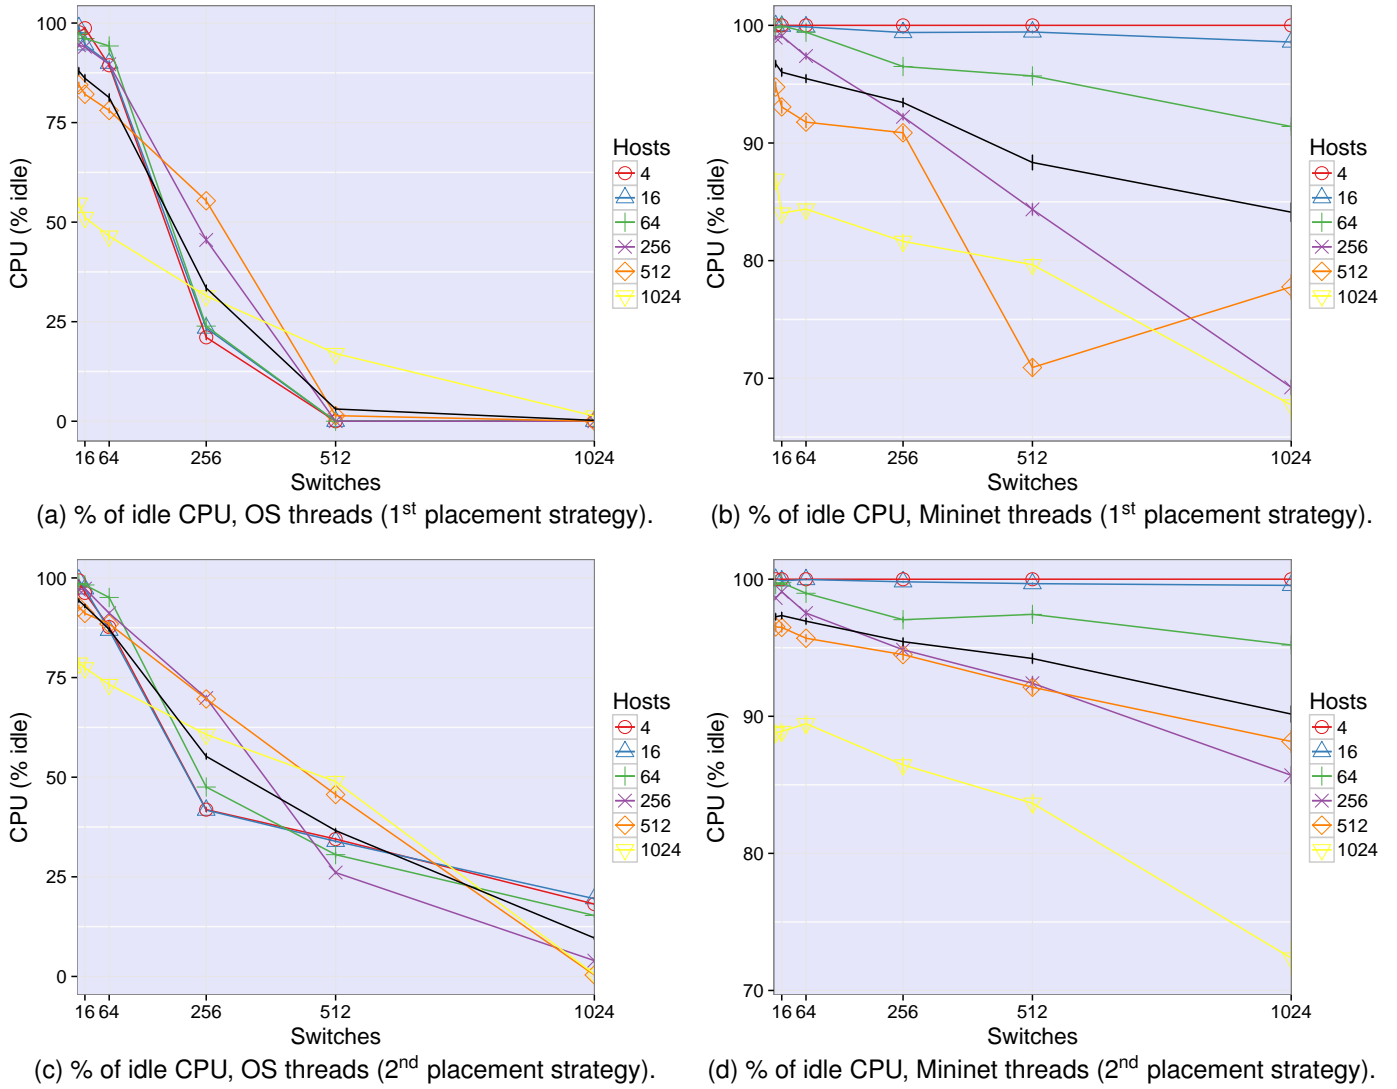 100
75
50
25
0
CPU (% idle)
16 64 256 512 1024
Switches
Hosts
4
16
64
256
512
1024
(a) % of idle CPU, OS threads (1st placement strategy).
100
90
80
70
CPU (% idle)
16 64 256 512 1024
Switches
Hosts
4
16
64
256
512
1024
(b) % of idle CPU, Mininet threads (1st placement strategy).
100
75
50
25
0
CPU (% idle)
16 64 256 512 1024
Switches
Hosts
4
16
64
256
512
1024
(c) % of idle CPU, OS threads (2nd placement strategy).
100
90
80
70
CPU (% idle)
16 64 256 512 1024
Switches
Hosts
4
16
64
256
512
1024
(d) % of idle CPU, Mininet threads (2nd placement strategy).